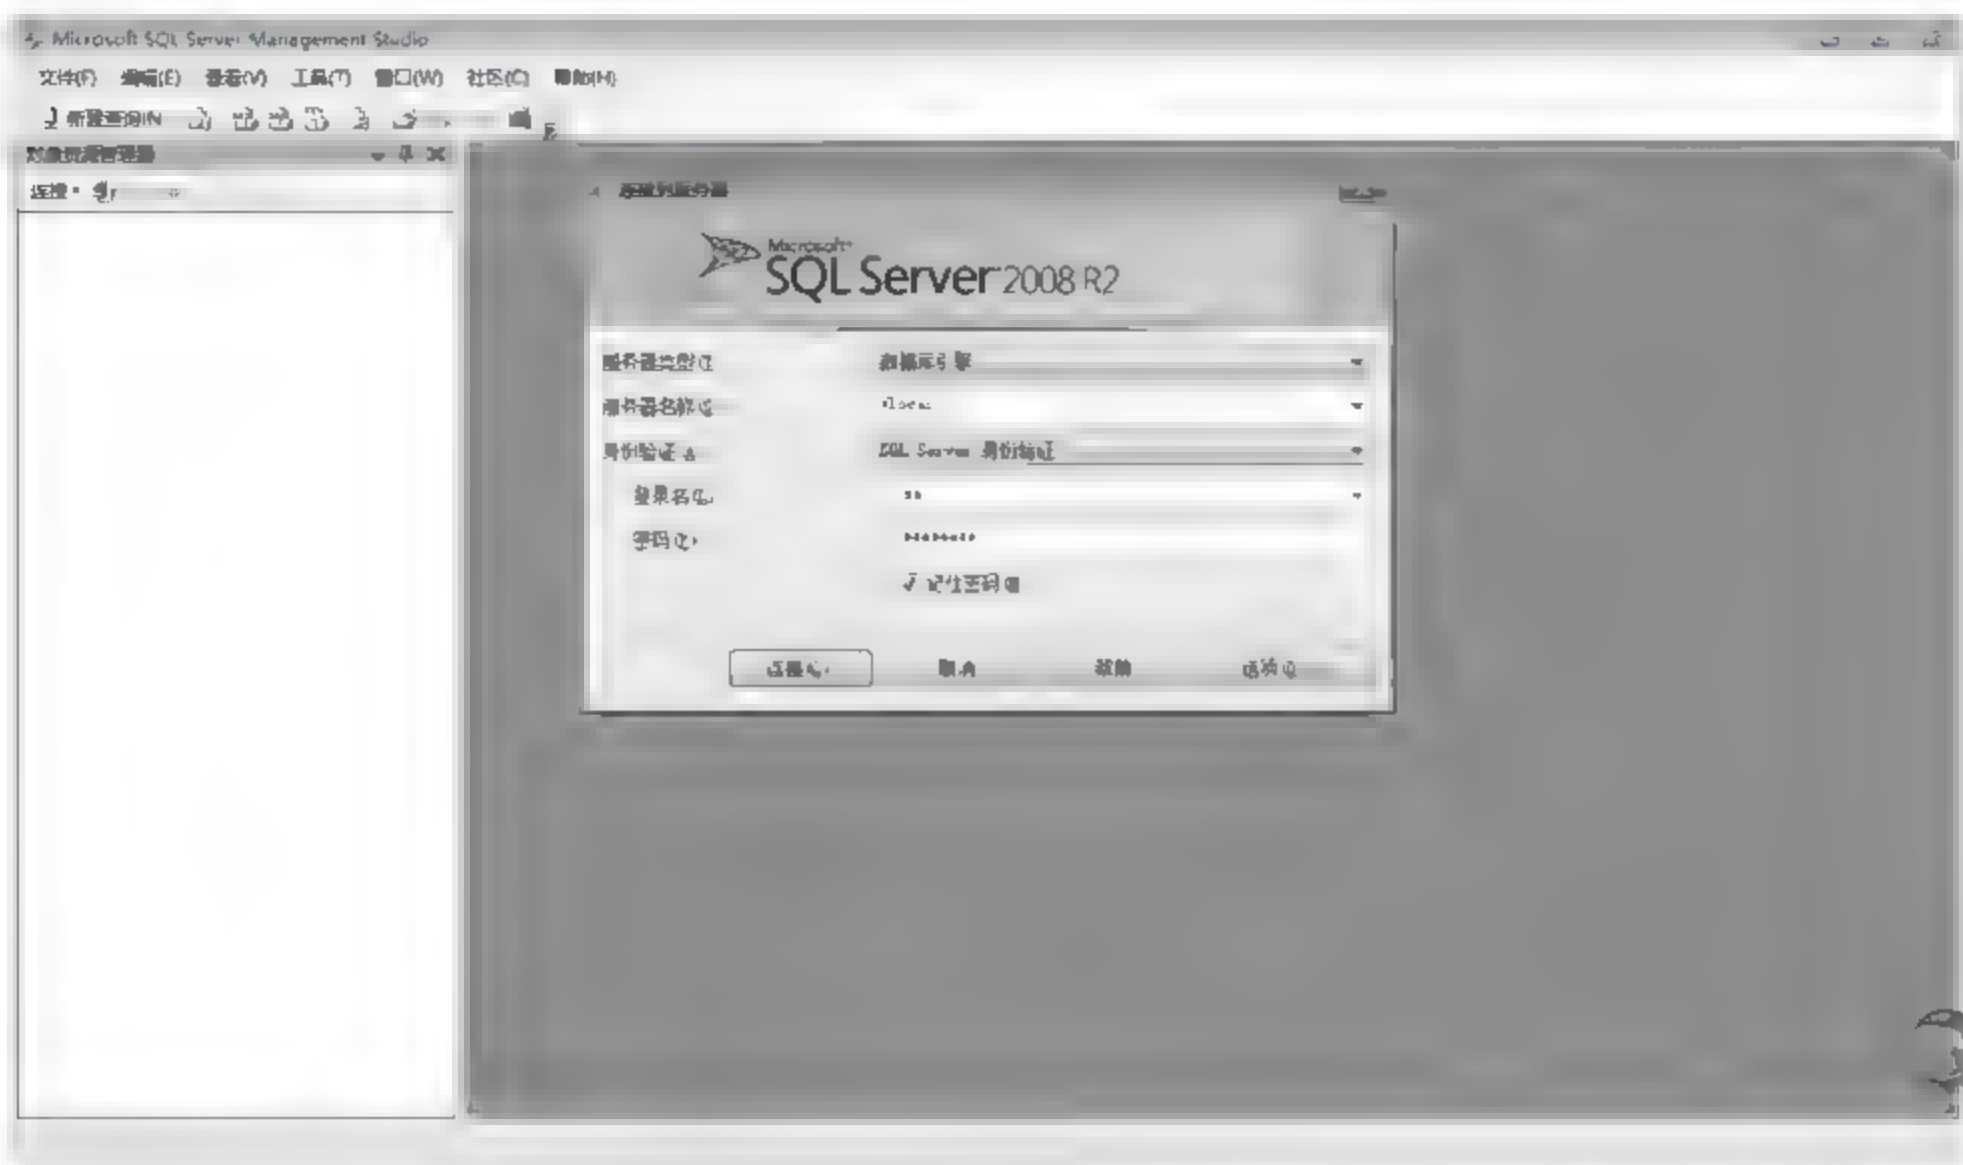 Microsoft SQL Server Management Studio
文件(F) 编辑(E) 查看(V) 工具(T) 窗口(W) 社区(C) 帮助(H)
新建查询(N
对象资源管理器
连接
连接到服务器
Microsoft
SQL Server 2008 R2
服务器类型(T
数据库引擎
服务器名称(S
身份验证(A
SQL Server 身份验证
登录名(L
sa
密码(P
记住密码(M
连接(C
取消
帮助
选项(O